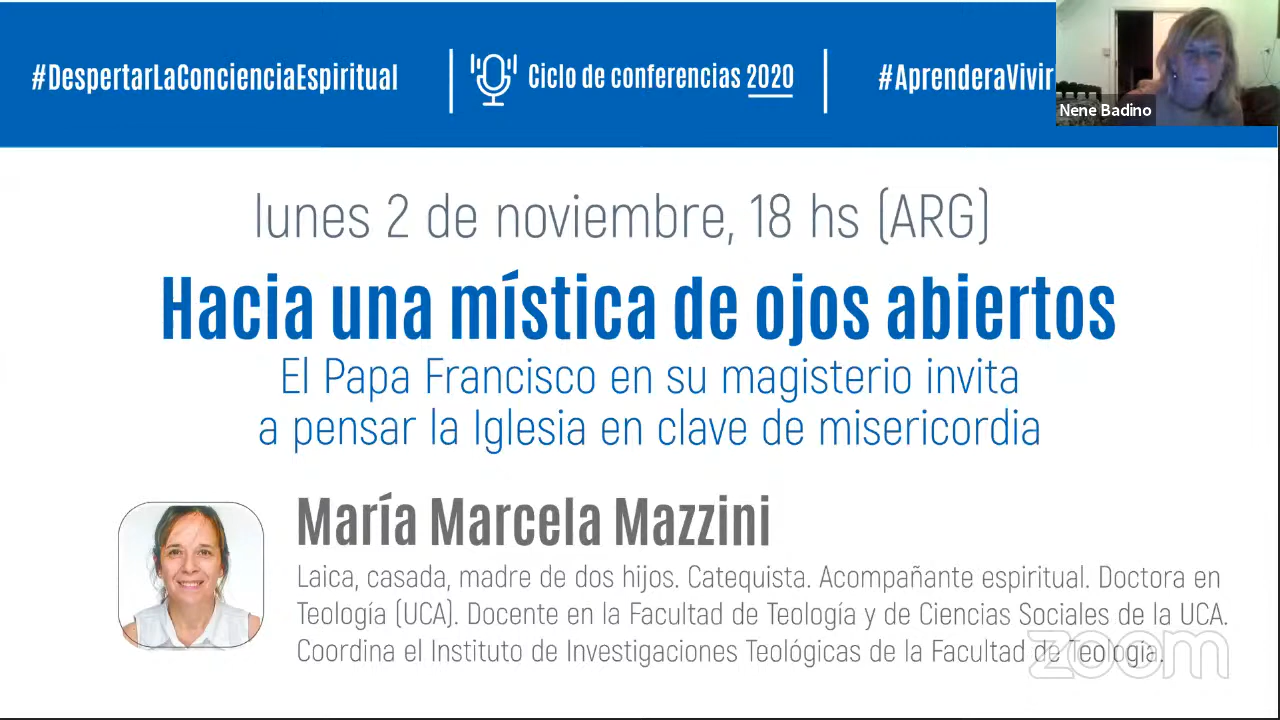 #DespertarLaConcienciaEspiritual
Ciclo de conferencias 2020
#AprenderaVivir
Nene Badino
lunes 2 de noviembre, 18 hs (ARG)
Hacia una mística de ojos abiertos
El Papa Francisco en su magisterio invita
a pensar la Iglesia en clave de misericordia
María Marcela Mazzini
Laica, casada, madre de dos hijos. Catequista. Acompañante espiritual. Doctora en
Teología (UCA). Docente en la Facultad de Teología y de Ciencias Sociales de la UCA.
Coordina el Instituto de Investigaciones Teológicas de la Facultad de Teología.
zoom